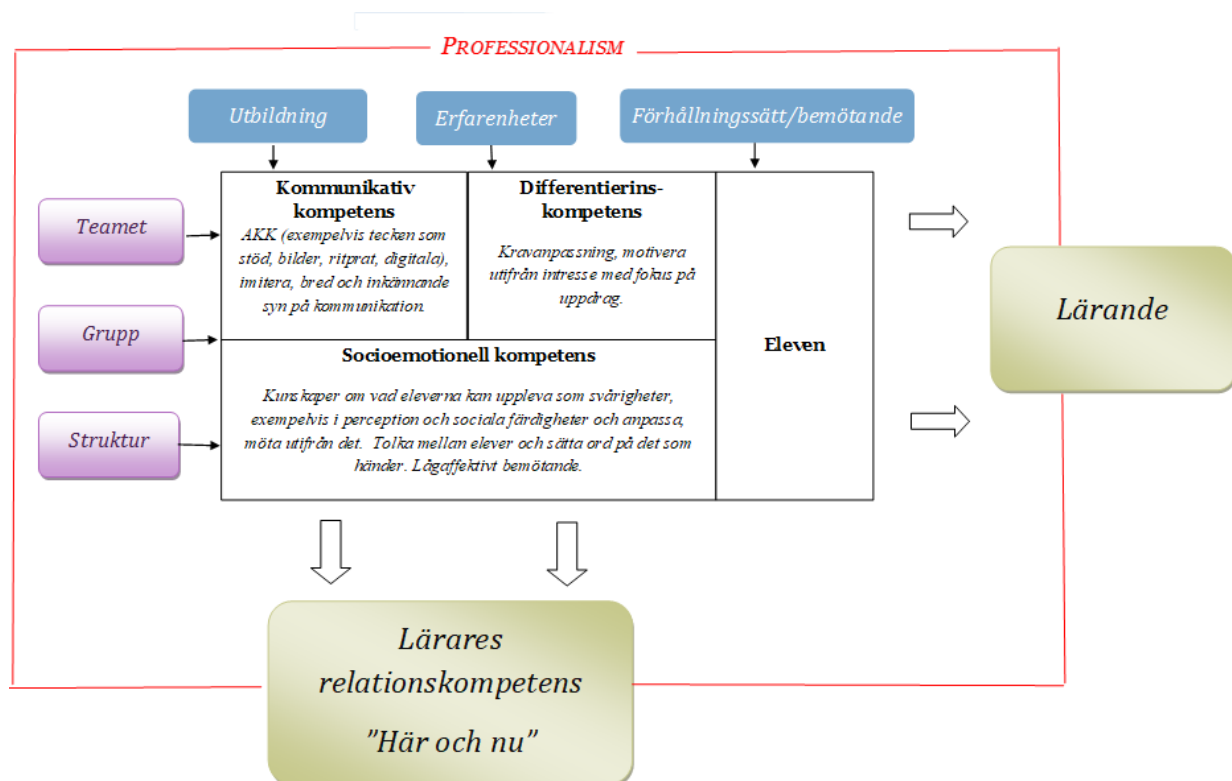 PROFESSIONALISM
Utbildning
Erfarenheter
Förhållningssätt/bemötande
Teamet
Grupp
Struktur
Kommunikativ
kompetens
AKK (exempelvis tecken som
stöd, bilder, ritprat, digitala),
imitera, bred och inkännande
syn på kommunikation.
Differentierins-
kompetens
Kravanpassning, motivera
utifrån intresse med fokus på
uppdrag.
Socioemotionell kompetens
Kunskaper om vad eleverna kan uppleva som svårigheter,
exempelvis i perception och sociala färdigheter och anpassa,
möta utifrån det. Tolka mellan elever och sätta ord på det som
händer. Lågaffektivt bemötande.
Eleven
Lärande
Lärares
relationskompetens
”Här och nu”